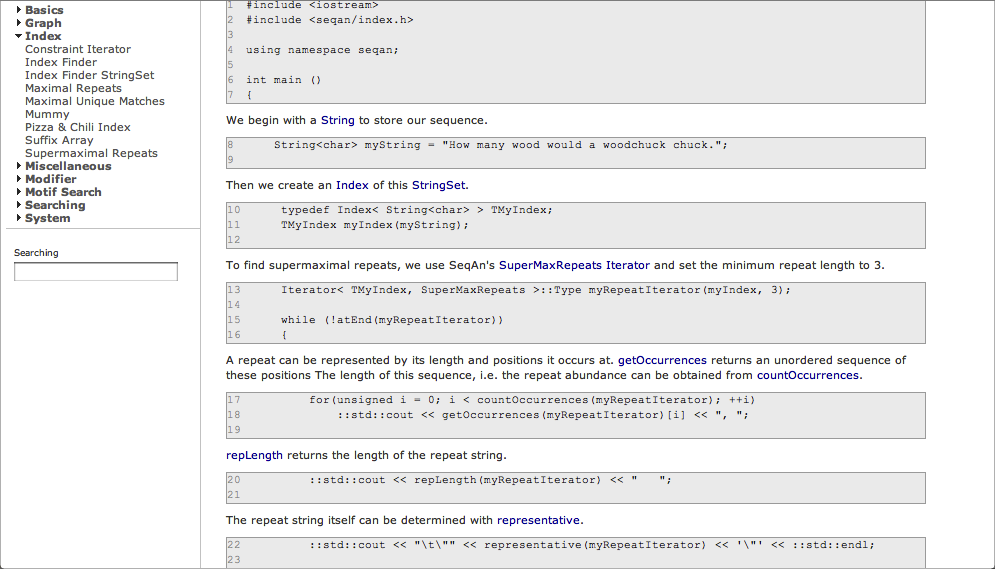 Basics
Graph
Index
Constraint Iterator
Index Finder
Index Finder StringSet
Maximal Repeats
Maximal Unique Matches
Mummy
Pizza & Chili Index
Suffix Array
Supermaximal Repeats
Miscellaneous
Modifier
Motif Search
Searching
System
Searching
1 #include <iostream>
2 #include <seqan/index.h>
3
4 using namespace seqan;
5
6 int main ()
7 {
We begin with a String to store our sequence.
8 String<char> myString = "How many wood would a woodchuck chuck.";
9
Then we create an Index of this StringSet.
10 typedef Index< String<char> > TMyIndex;
11 TMyIndex myIndex(myString);
12
To find supermaximal repeats, we use SeqAn's SuperMaxRepeats Iterator and set the minimum repeat length to 3.
13 Iterator< TMyIndex, SuperMaxRepeats >::Type myRepeatIterator(myIndex, 3);
14
15 while (!atEnd(myRepeatIterator))
16 {
A repeat can be represented by its length and positions it occurs at. getOccurrences returns an unordered sequence of
these positions The length of this sequence, i.e. the repeat abundance can be obtained from countOccurrences.
17 for(unsigned i = 0; i < countOccurrences(myRepeatIterator); ++i)
18 ::std::cout << getOccurrences(myRepeatIterator)[i] << ", ";
19
repLength returns the length of the repeat string.
20 ::std::cout << repLength(myRepeatIterator) << "   ";
21
The repeat string itself can be determined with representative.
22 ::std::cout << "\t\"" << representative(myRepeatIterator) << '\"' << ::std::endl;
23